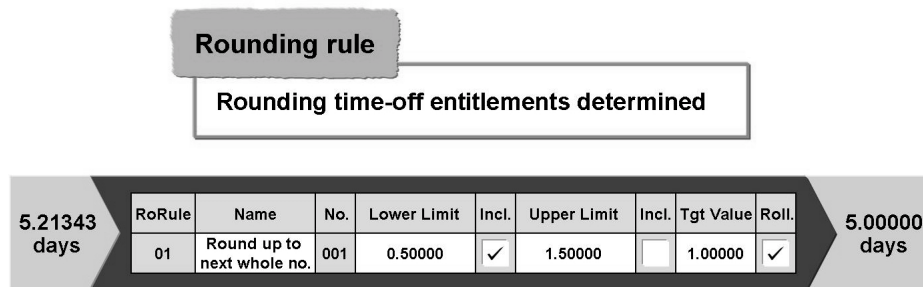 Rounding rule
Rounding time-off entitlements determined
5.21343
days
RoRule Name No. Lower Limit Incl. Upper Limit Incl. Tgt Value Roll.
01 Round up to
next whole no. 001 0.50000 ✓ 1.50000 1.00000 ✓
5.00000
days